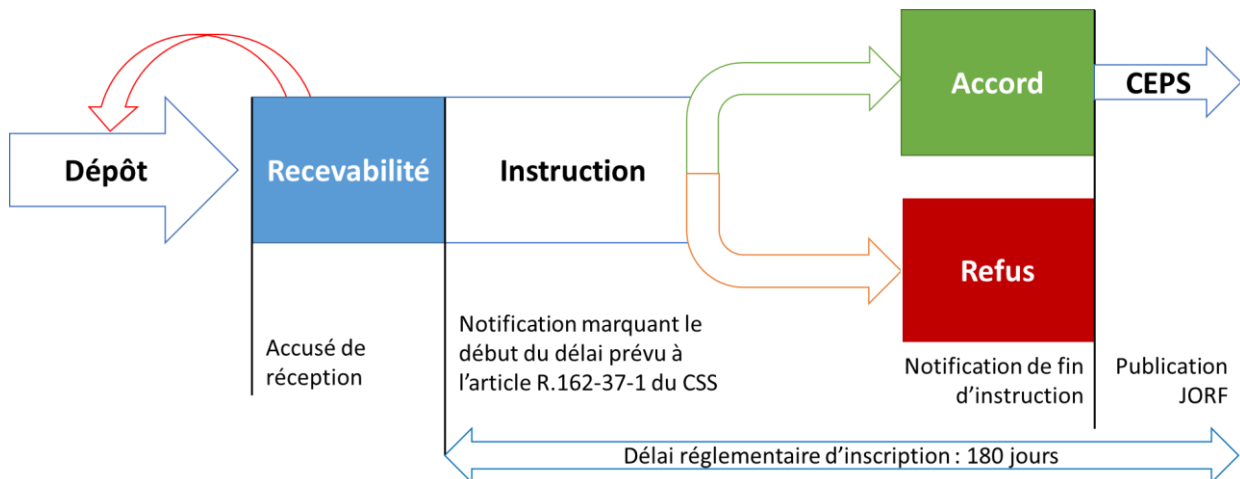 Dépôt
Recevabilité
Instruction
Accord
CEPS
Refus
Accusé de
réception
Notification marquant le
début du délai prévu à
l’article R.162-37-1 du CSS
Notification de fin
d’instruction
Publication
JORF
Délai réglementaire d’inscription : 180 jours